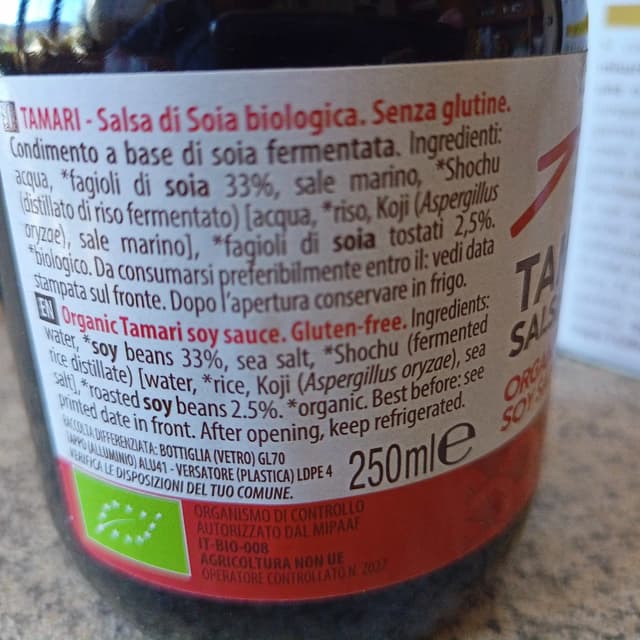 TAMARI - Salsa di Soia biologica. Senza glutine.
Condimento a base di soia fermentata. Ingredienti:
acqua, *fagioli di soia 33%, sale marino, *Shochu
(distillato di riso fermentato) [acqua, *riso, Koji (Aspergillus
oryzae), sale marino], *fagioli di soia tostati 2,5%.
*biologico. Da consumarsi preferibilmente entro il: vedi data
stampata sul fronte. Dopo l'apertura conservare in frigo.
EN Organic Tamari soy sauce. Gluten-free. Ingredients:
water, *soy beans 33%, sea salt, *Shochu (fermented
rice distillate) [water, *rice, Koji (Aspergillus oryzae), sea
salt], *roasted soy beans 2.5%. *organic. Best before: see
printed date in front. After opening, keep refrigerated.
RACCOLTA DIFFERENZIATA: BOTTIGLIA (VETRO) GL70
TAPPO (ALLUMINIO) ALU41 - VERSATORE (PLASTICA) LDPE 4
VERIFICA LE DISPOSIZIONI DEL TUO COMUNE.
250ml e
ORGANISMO DI CONTROLLO
AUTORIZZATO DAL MIPAAF
IT-BIO-008
AGRICOLTURA NON UE
OPERATORE CONTROLLATO N. 2027
TA
SALS
ORGA
SOY S